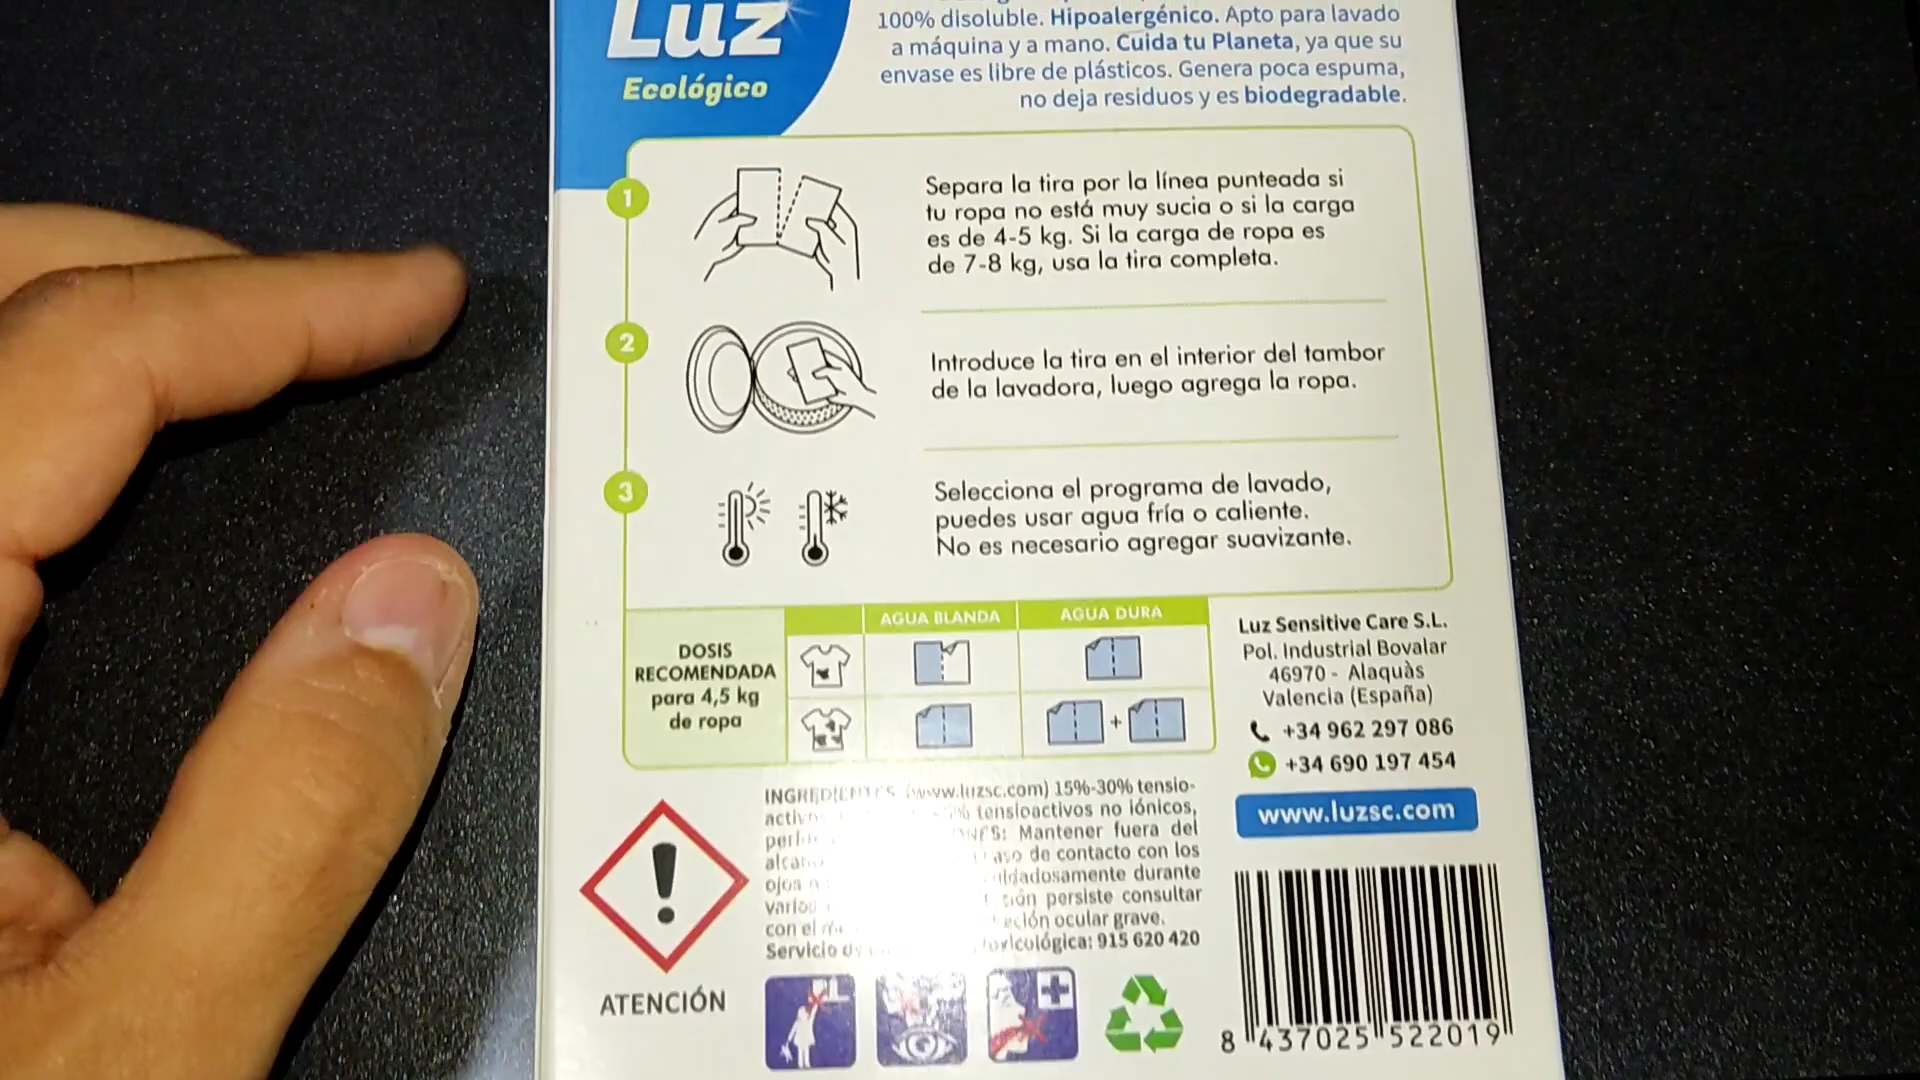 Luz
Ecológico
100% disoluble. Hipoalergénico. Apto para lavado
a máquina y a mano. Cuida tu Planeta, ya que su
envase es libre de plásticos. Genera poca espuma,
no deja residuos y es biodegradable.
1
Separa la tira por la línea punteada si
tu ropa no está muy sucia o si la carga
es de 4-5 kg. Si la carga de ropa es
de 7-8 kg, usa la tira completa.
2
Introduce la tira en el interior del tambor
de la lavadora, luego agrega la ropa.
3
Selecciona el programa de lavado,
puedes usar agua fría o caliente.
No es necesario agregar suavizante.
AGUA BLANDA AGUA DURA
DOSIS
RECOMENDADA
para 4,5 kg
de ropa
+
Luz Sensitive Care S.L.
Pol. Industrial Bovalar
46970 - Alaquàs
Valencia (España)
+34 962 297 086
+34 690 197 454
www.luzsc.com
INGREDIENTES (www.luzsc.com) 15%-30% tensio-
tensioactivos no iónicos,
Mantener fuera del
de contacto con los
durante
persiste consultar
con el ocular grave.
Servicio 915 620 420
ATENCIÓN
8 437025 522019